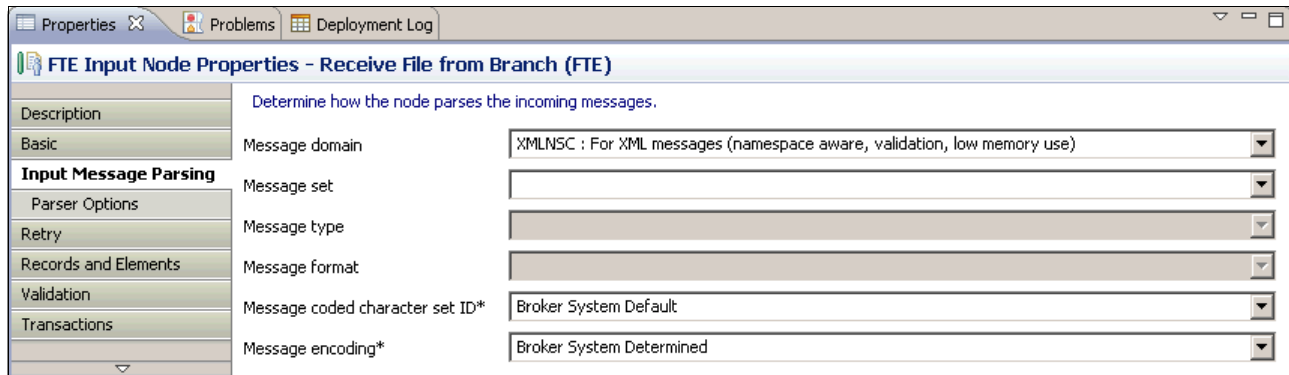 Properties Problems Deployment Log
FTE Input Node Properties - Receive File from Branch (FTE)
Description
Basic
Input Message Parsing
Parser Options
Retry
Records and Elements
Validation
Transactions
Determine how the node parses the incoming messages.
Message domain XMLNSC : For XML messages (namespace aware, validation, low memory use)
Message set
Message type
Message format
Message coded character set ID* Broker System Default
Message encoding* Broker System Determined